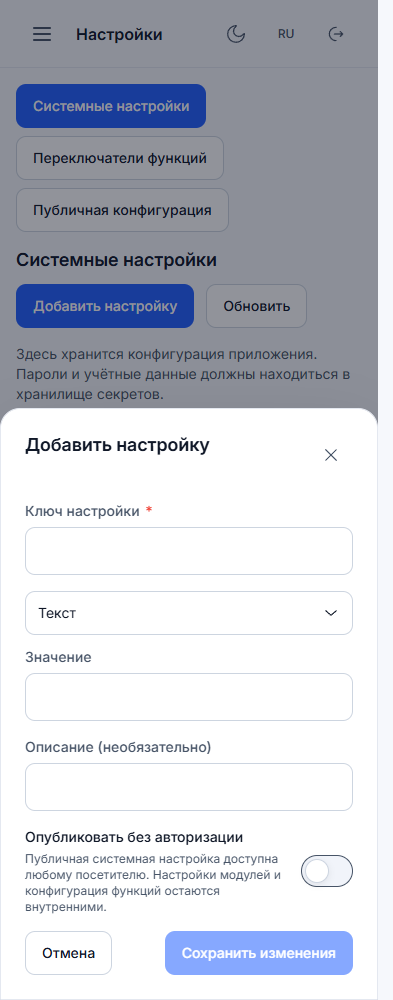 Настройки RU
Системные настройки
Переключатели функций
Публичная конфигурация
Системные настройки
Добавить настройку Обновить
Здесь хранится конфигурация приложения.
Пароли и учётные данные должны находиться в
хранилище секретов.
Добавить настройку
Ключ настройки *
Текст
Значение
Описание (необязательно)
Опубликовать без авторизации
Публичная системная настройка доступна
любому посетителю. Настройки модулей и
конфигурация функций остаются
внутренними.
Отмена Сохранить изменения